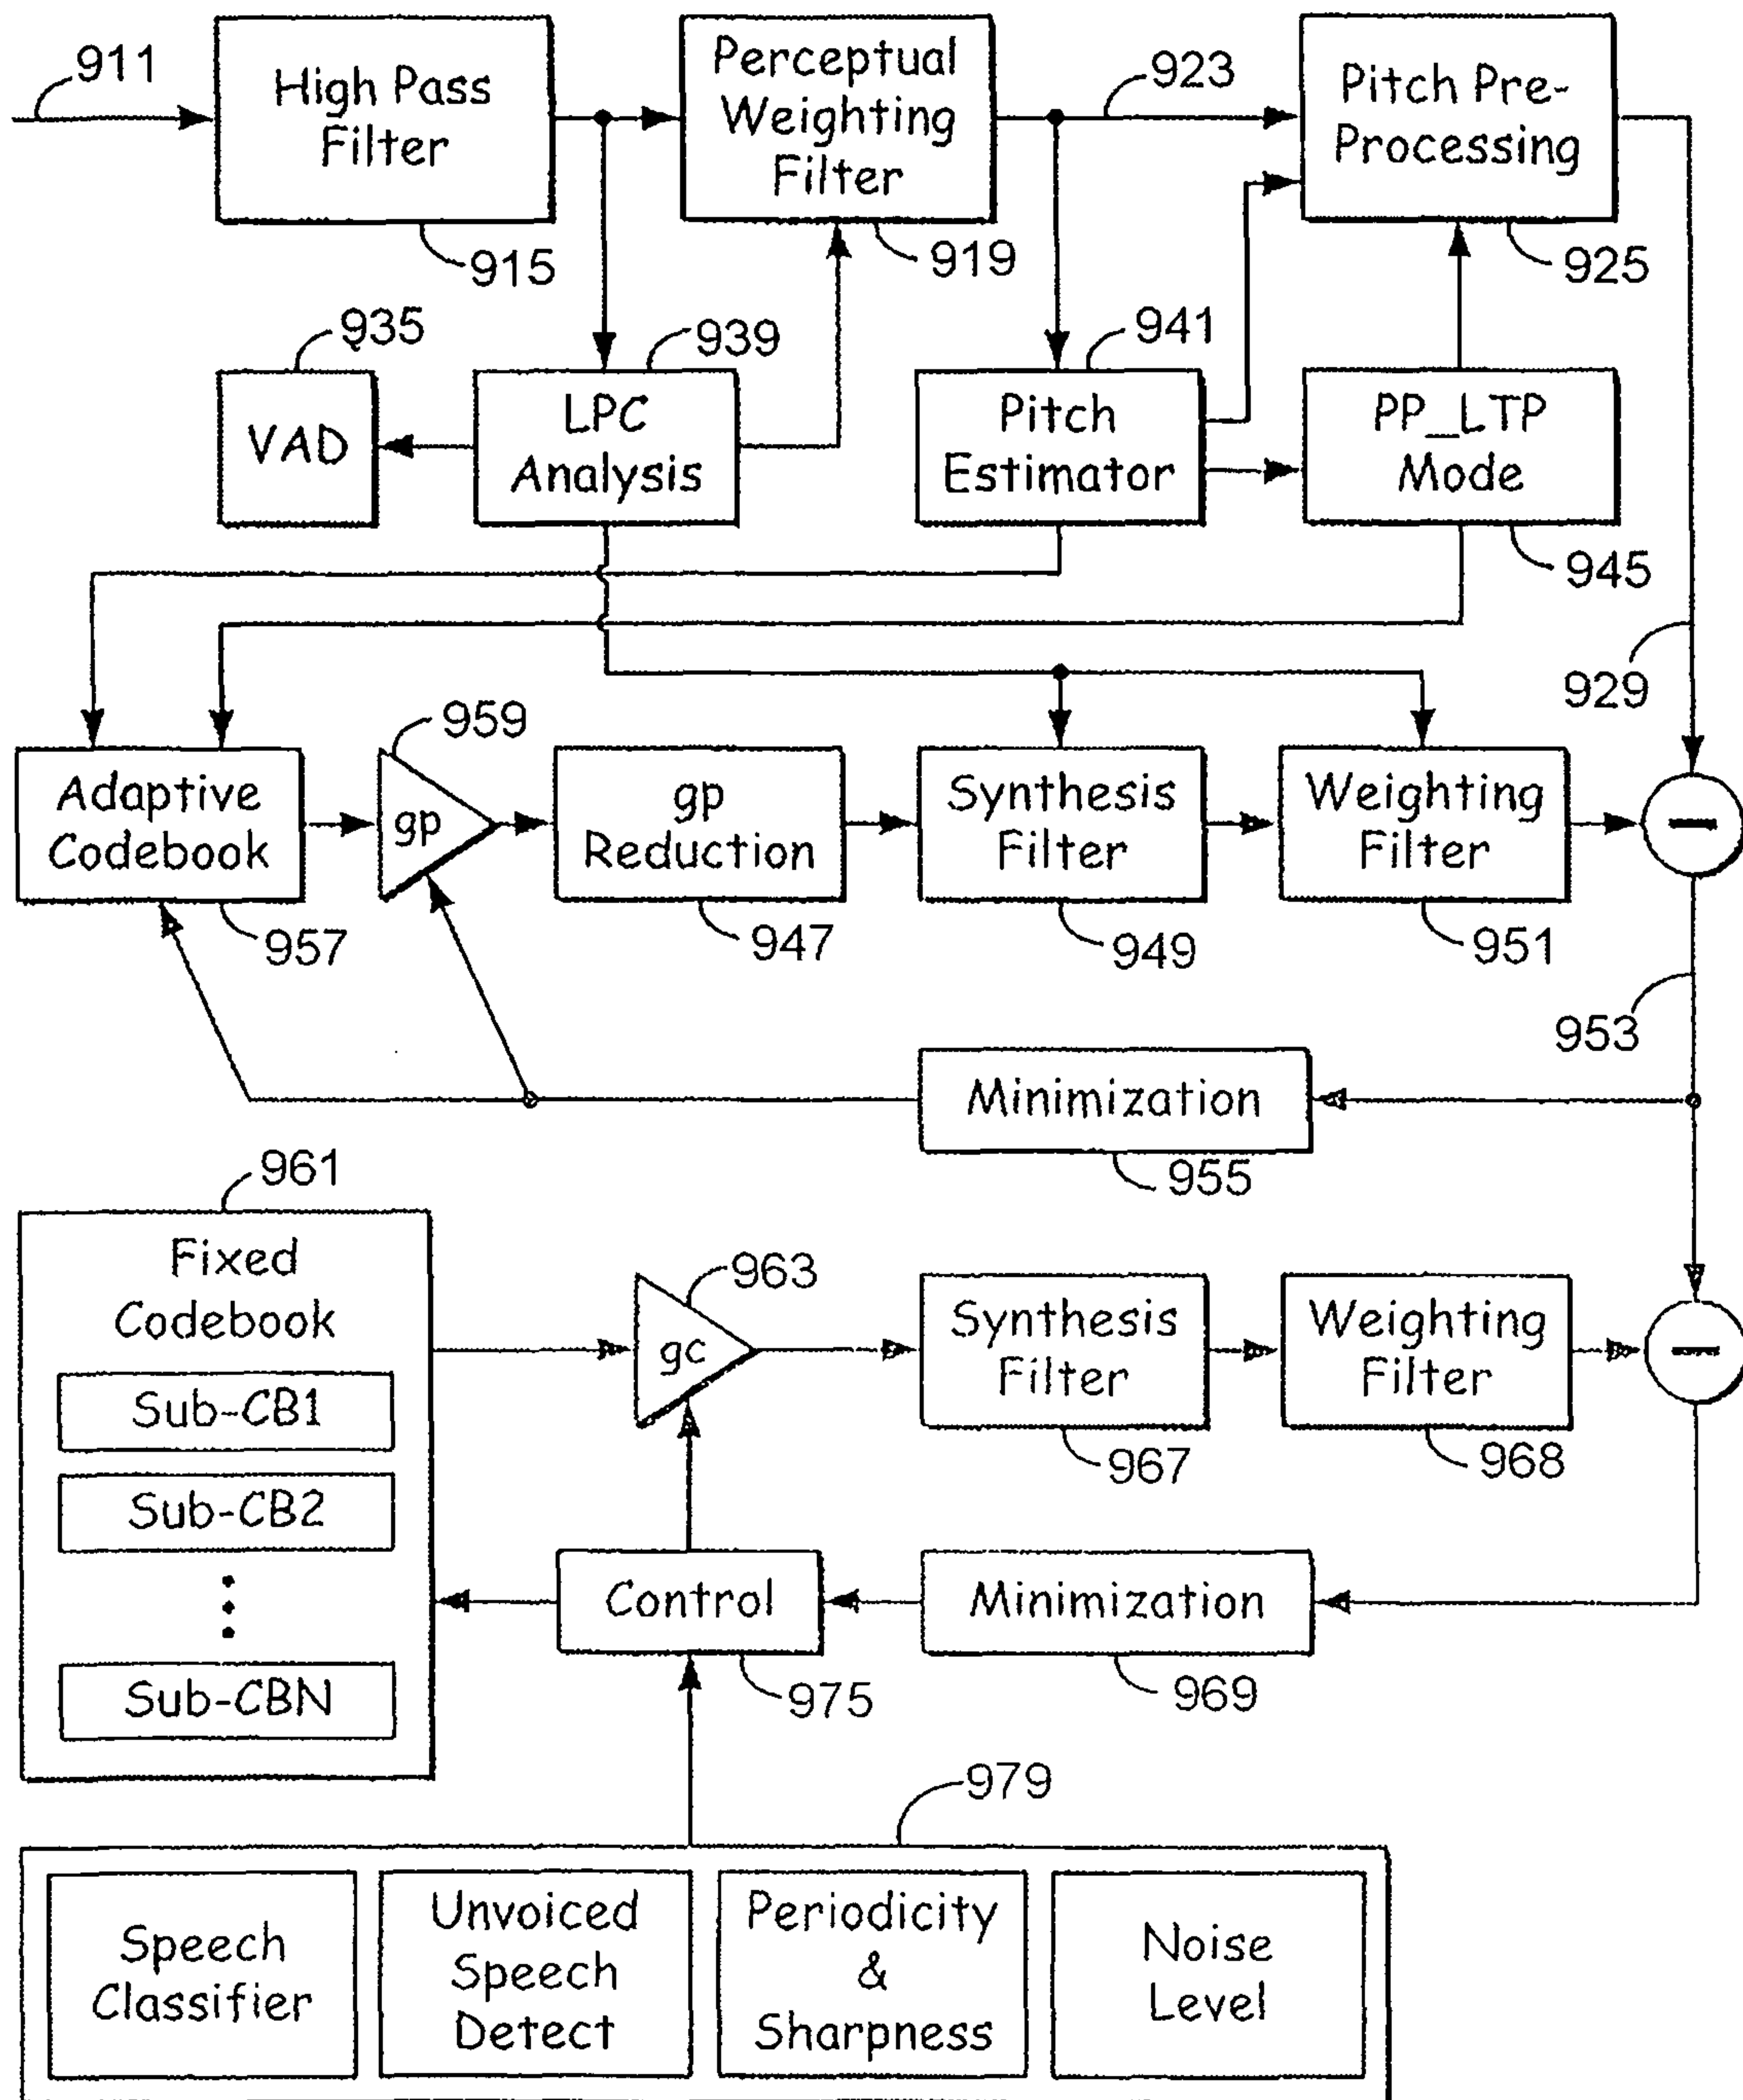 911
High Pass
Filter
915
Perceptual
Weighting
Filter
919
923
Pitch Pre-
Processing
925
935
VAD
939
LPC
Analysis
941
Pitch
Estimator
PP_LTP
Mode
945
929
Adaptive
Codebook
957
959
gp
gp
Reduction
947
Synthesis
Filter
949
Weighting
Filter
951
953
Minimization
955
961
Fixed
Codebook
Sub-CB1
Sub-CB2
Sub-CBN
963
gc
Synthesis
Filter
967
Weighting
Filter
968
Control
975
Minimization
969
979
Speech
Classifier
Unvoiced
Speech
Detect
Periodicity
&
Sharpness
Noise
Level